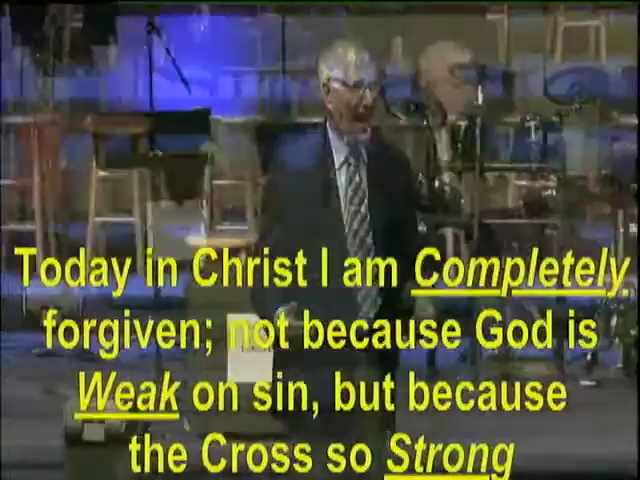 Today in Christ I am Completely
forgiven; not because God is
Weak on sin, but because
the Cross so Strong